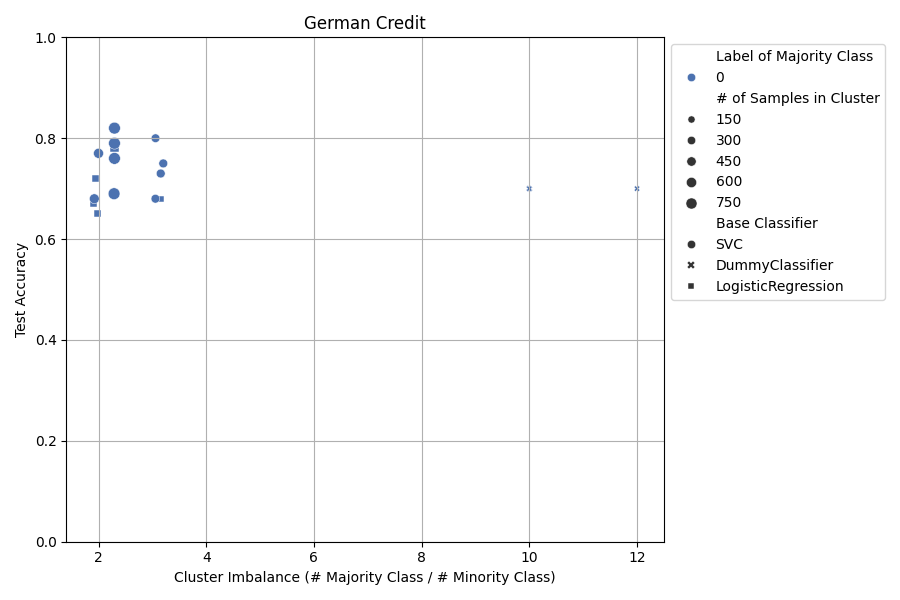 German Credit
1.0
0.8
0.6
0.4
0.2
0.0
Test Accuracy
2 4 6 8 10 12
Cluster Imbalance (# Majority Class / # Minority Class)
Label of Majority Class
0
# of Samples in Cluster
150
300
450
600
750
Base Classifier
SVC
DummyClassifier
LogisticRegression